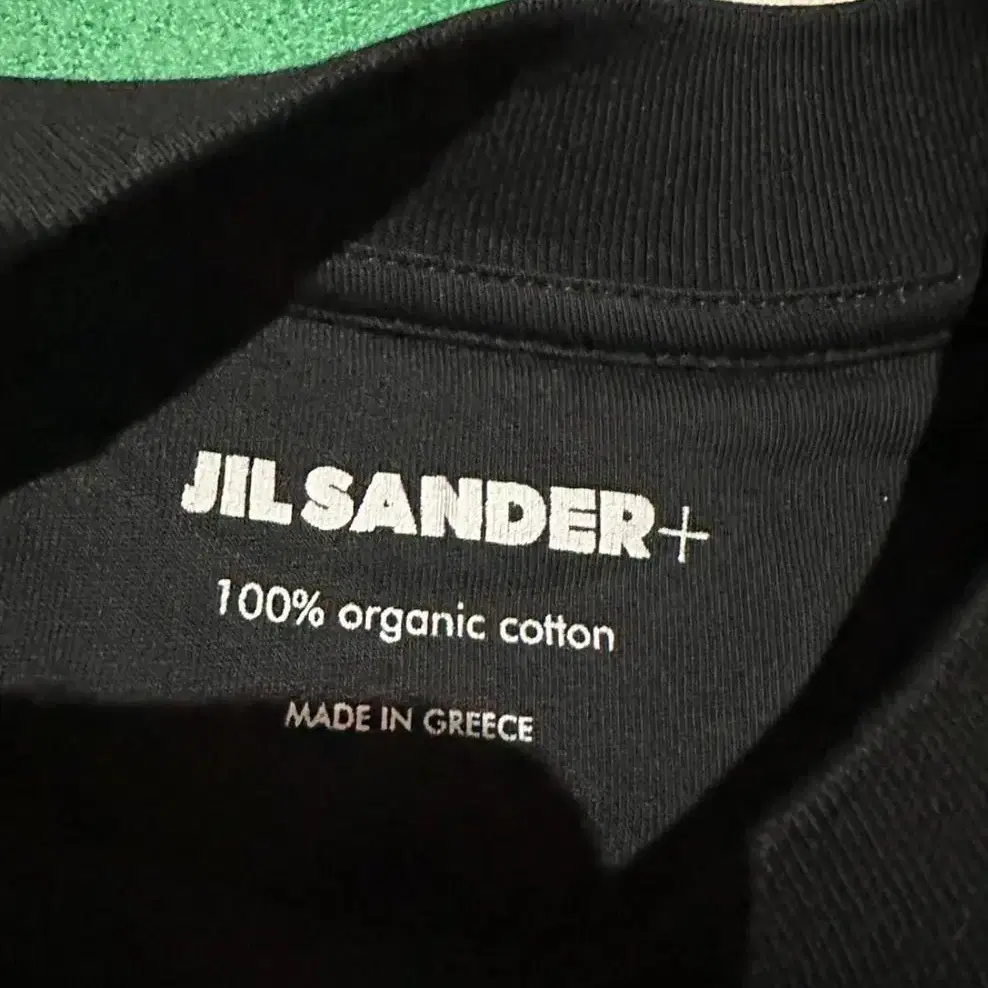 JIL SANDER+
100% organic cotton
MADE IN GREECE